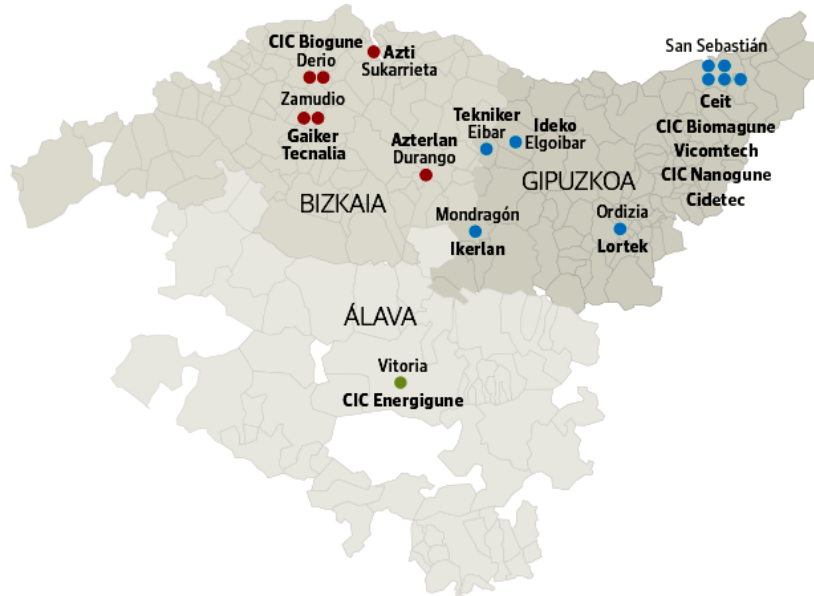 CIC Biogune
Derio
Azti
Sukarrieta
Zamudio
Gaiker
Tecnalia
Azterlan
Durango
BIZKAIA
Tekniker
Eibar
Ideko
Elgoibar
San Sebastián
Ceit
CIC Biomagune
Vicomtech
CIC Nanogune
Cidetec
GIPUZKOA
Mondragón
Ikerlan
Ordizia
Lortek
ÁLAVA
Vitoria
CIC Energigune